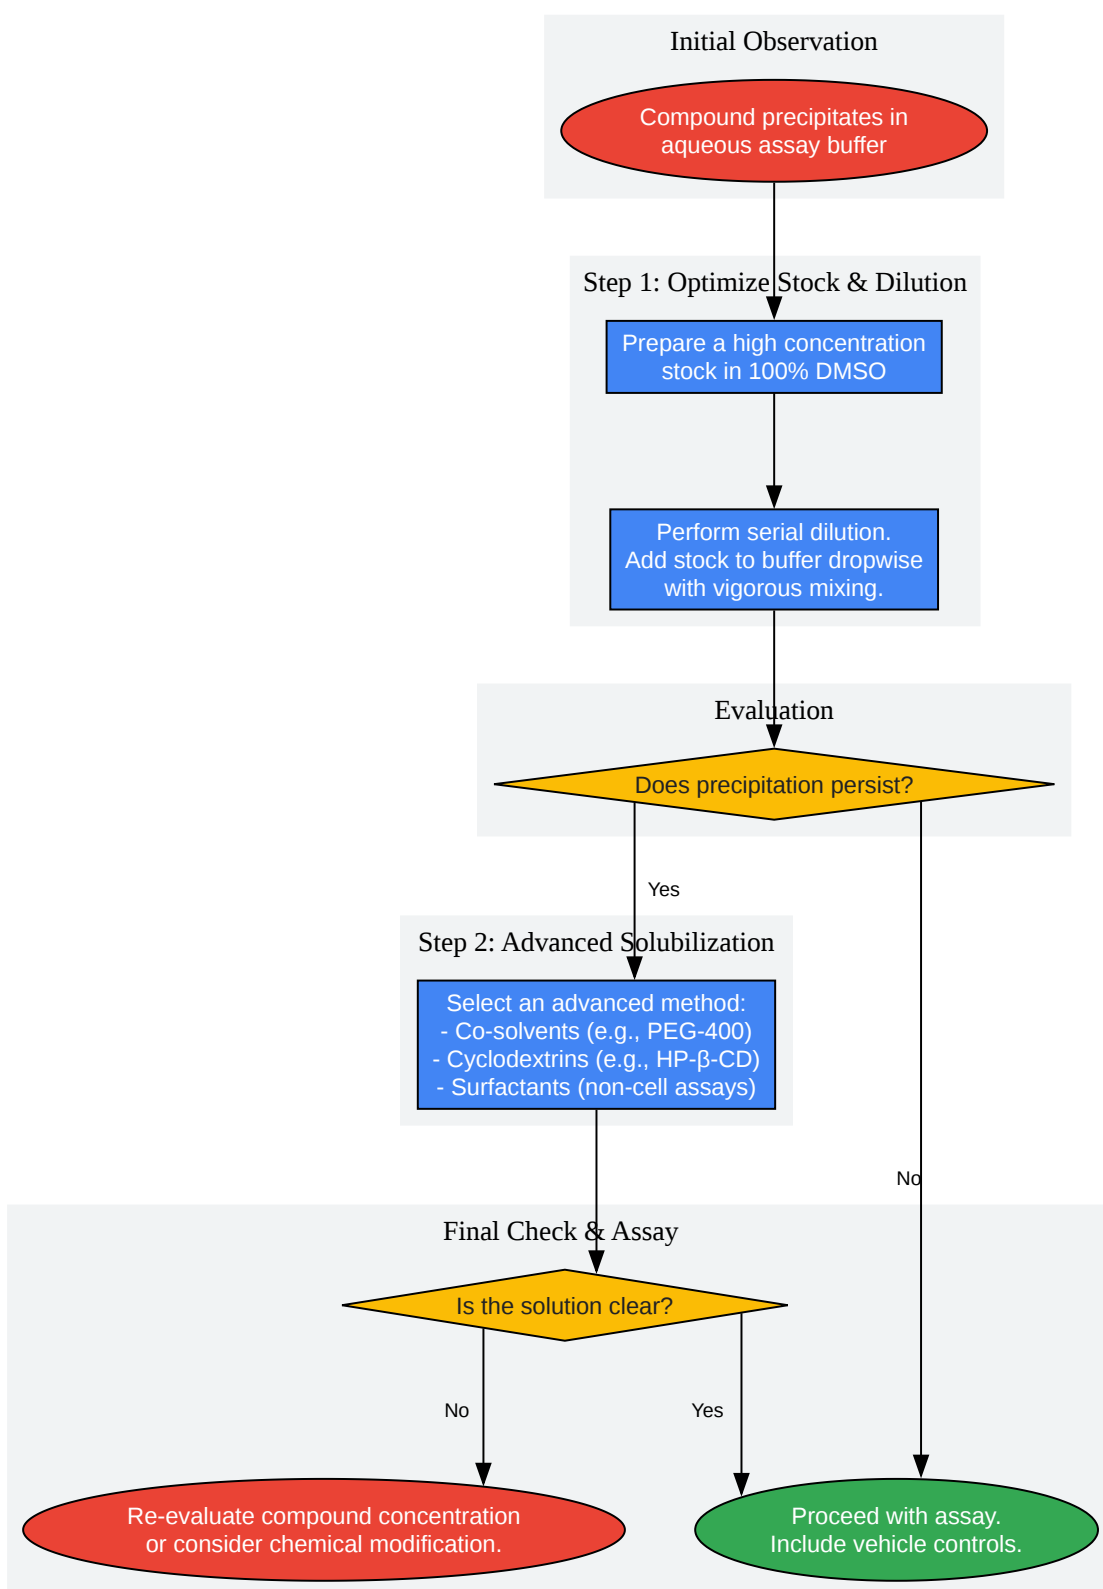 Initial Observation
Compound precipitates in
aqueous assay buffer
Step 1: Optimize Stock & Dilution
Prepare a high concentration
stock in 100% DMSO
Perform serial dilution.
Add stock to buffer dropwise
with vigorous mixing.
Evaluation
Does precipitation persist?
Yes
Step 2: Advanced Solubilization
Select an advanced method:
- Co-solvents (e.g., PEG-400)
- Cyclodextrins (e.g., HP-β-CD)
- Surfactants (non-cell assays)
No
Final Check & Assay
Is the solution clear?
No
Yes
Re-evaluate compound concentration
or consider chemical modification.
Proceed with assay.
Include vehicle controls.